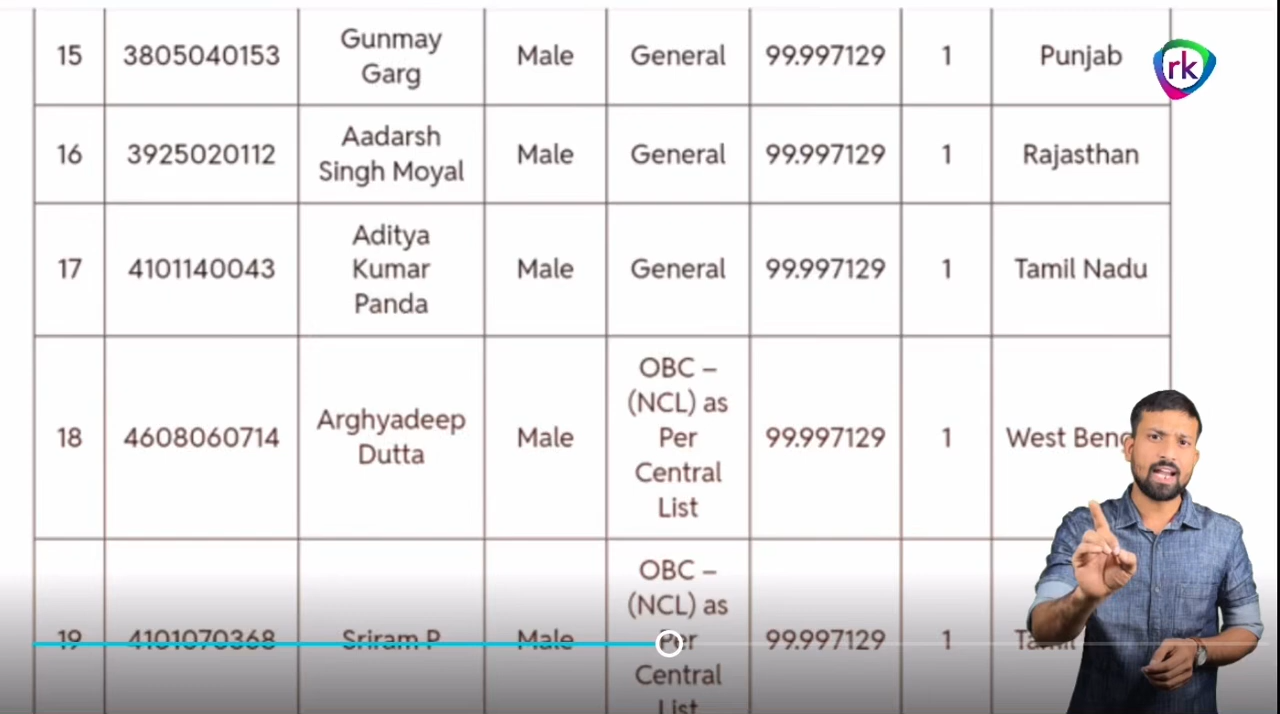 15 3805040153 Gunmay Male General 99.997129 1 Punjab
Garg
rk
16 3925020112 Aadarsh Male General 99.997129 1 Rajasthan
Singh Moyal
17 4101140043 Aditya Male General 99.997129 1 Tamil Nadu
Kumar
Panda
18 4608060714 Arghyadeep Male OBC – 99.997129 1 West
Dutta (NCL) as
Per
Central
List
19 4101070368 Sriram P Male OBC – 99.997129 1
(NCL) as
Per
Central
List